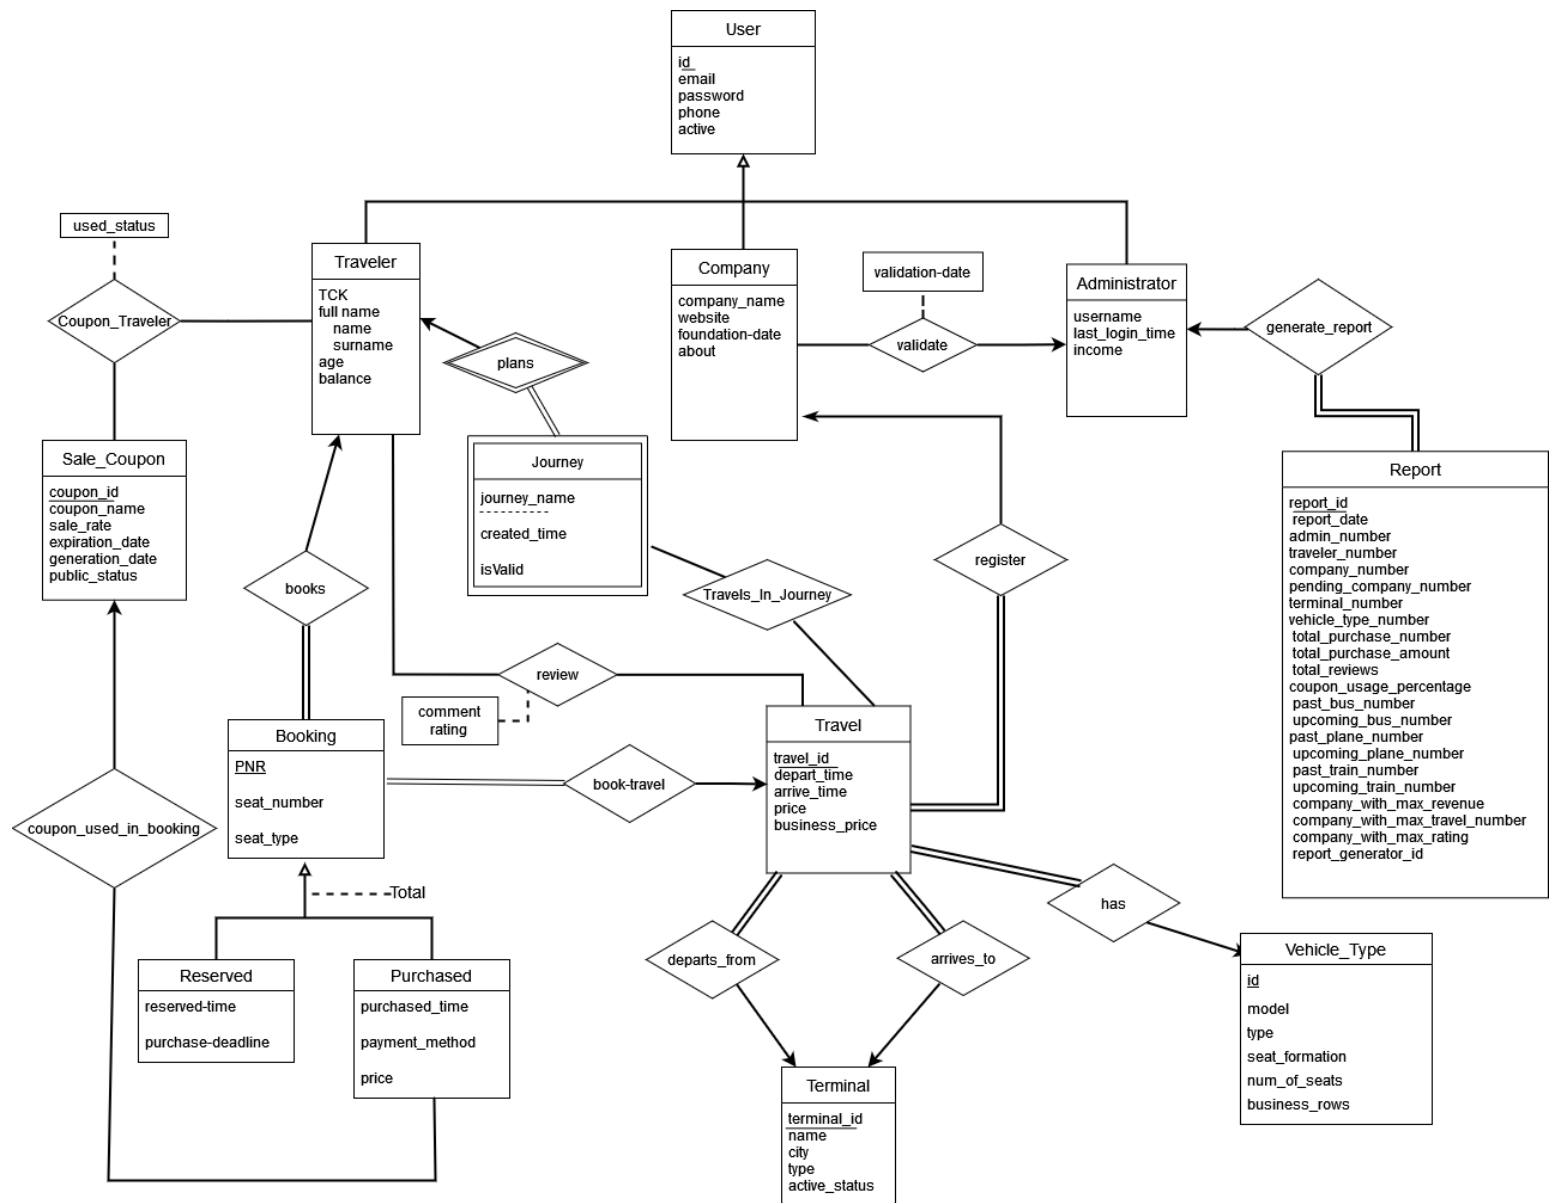 User
id
email
password
phone
active
used_status
Traveler
TCK
full name
name
surname
age
balance
Company
company_name
website
foundation-date
about
validation-date
Administrator
username
last_login_time
income
Coupon_Traveler
plans
validate
generate_report
Sale_Coupon
coupon_id
coupon_name
sale_rate
expiration_date
generation_date
public_status
Journey
journey_name
created_time
isValid
Report
report_id
report_date
admin_number
traveler_number
company_number
pending_company_number
terminal_number
vehicle_type_number
total_purchase_number
total_purchase_amount
total_reviews
coupon_usage_percentage
past_bus_number
upcoming_bus_number
past_plane_number
upcoming_plane_number
past_train_number
upcoming_train_number
company_with_max_revenue
company_with_max_travel_number
company_with_max_rating
report_generator_id
books
Travels_In_Journey
register
review
comment
rating
Booking
PNR
seat_number
seat_type
book-travel
Travel
travel_id
depart_time
arrive_time
price
business_price
coupon_used_in_booking
Total
Reserved
reserved-time
purchase-deadline
Purchased
purchased_time
payment_method
price
departs_from
arrives_to
has
Vehicle_Type
id
model
type
seat_formation
num_of_seats
business_rows
Terminal
terminal_id
name
city
type
active_status